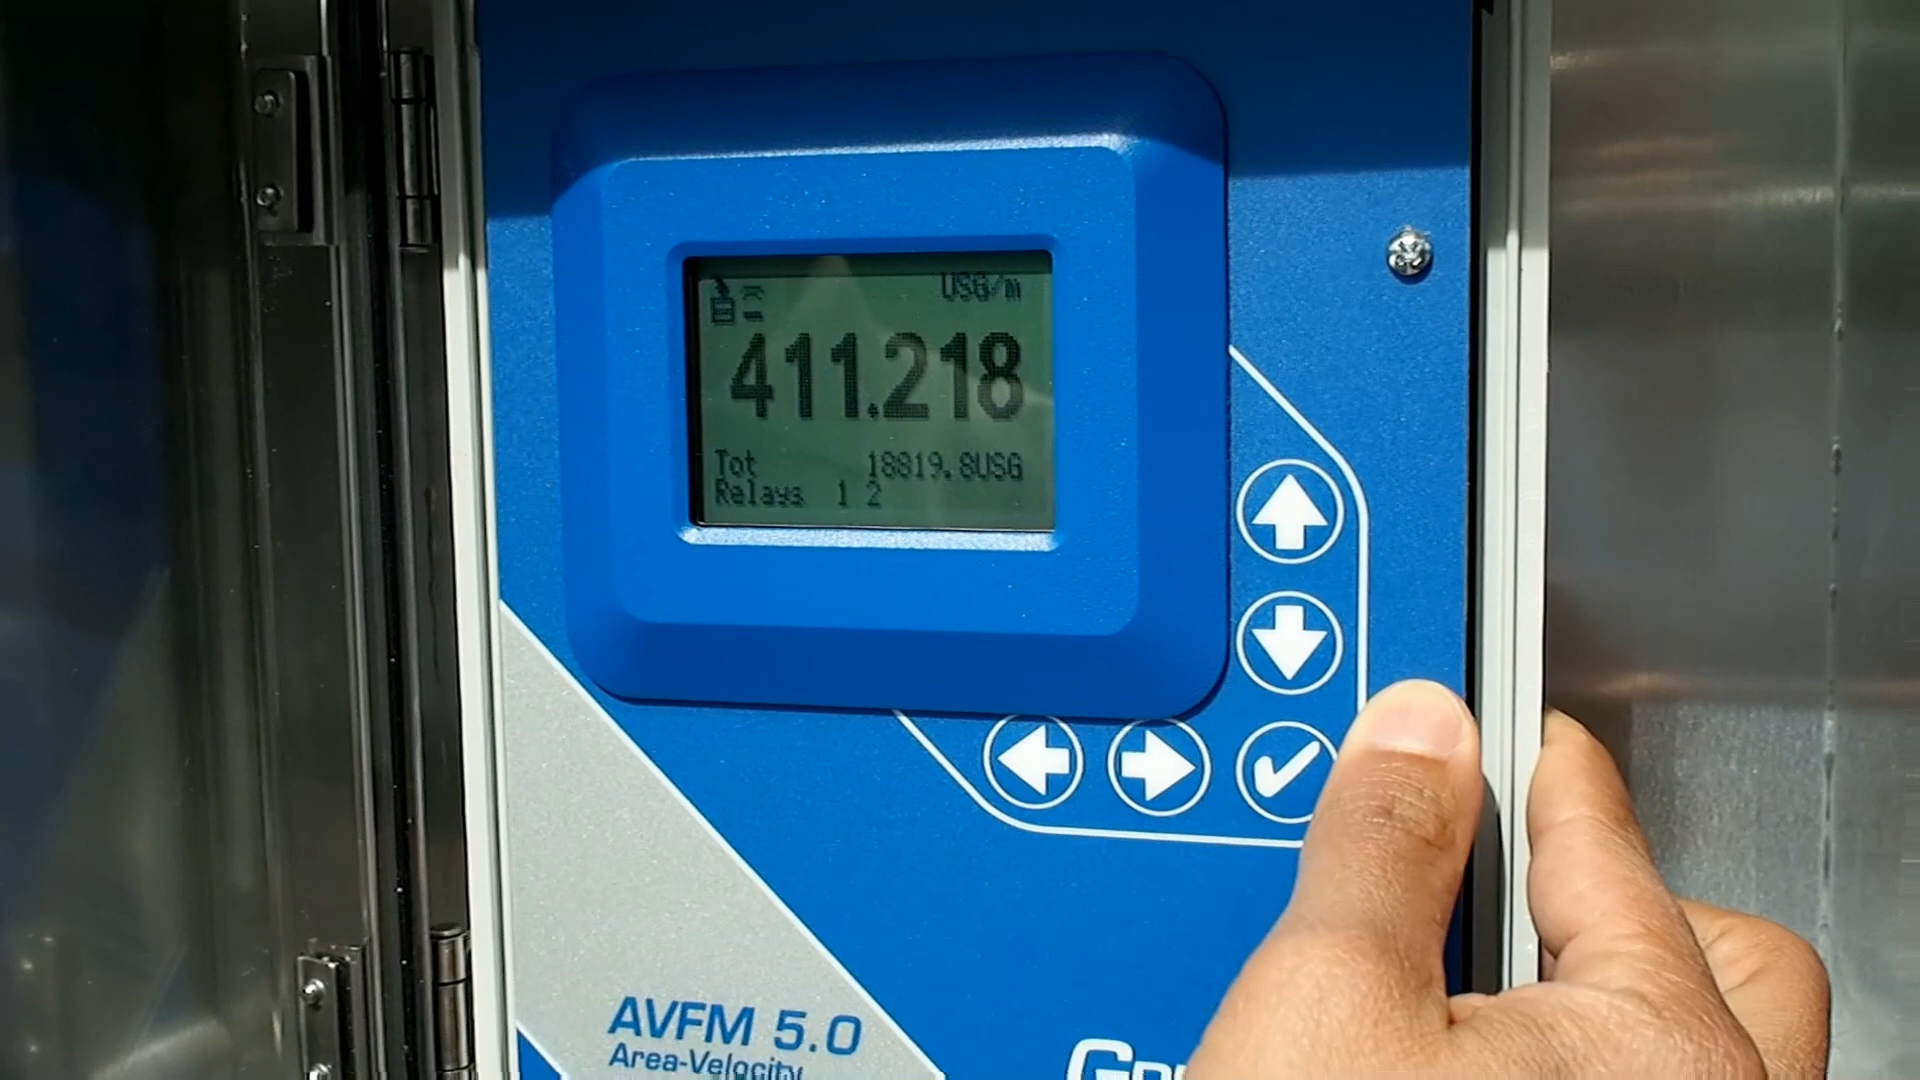 USG/m
411.218
Tot 18819.8USG
Relays 1 2
AVFM 5.0
Area-Velocity